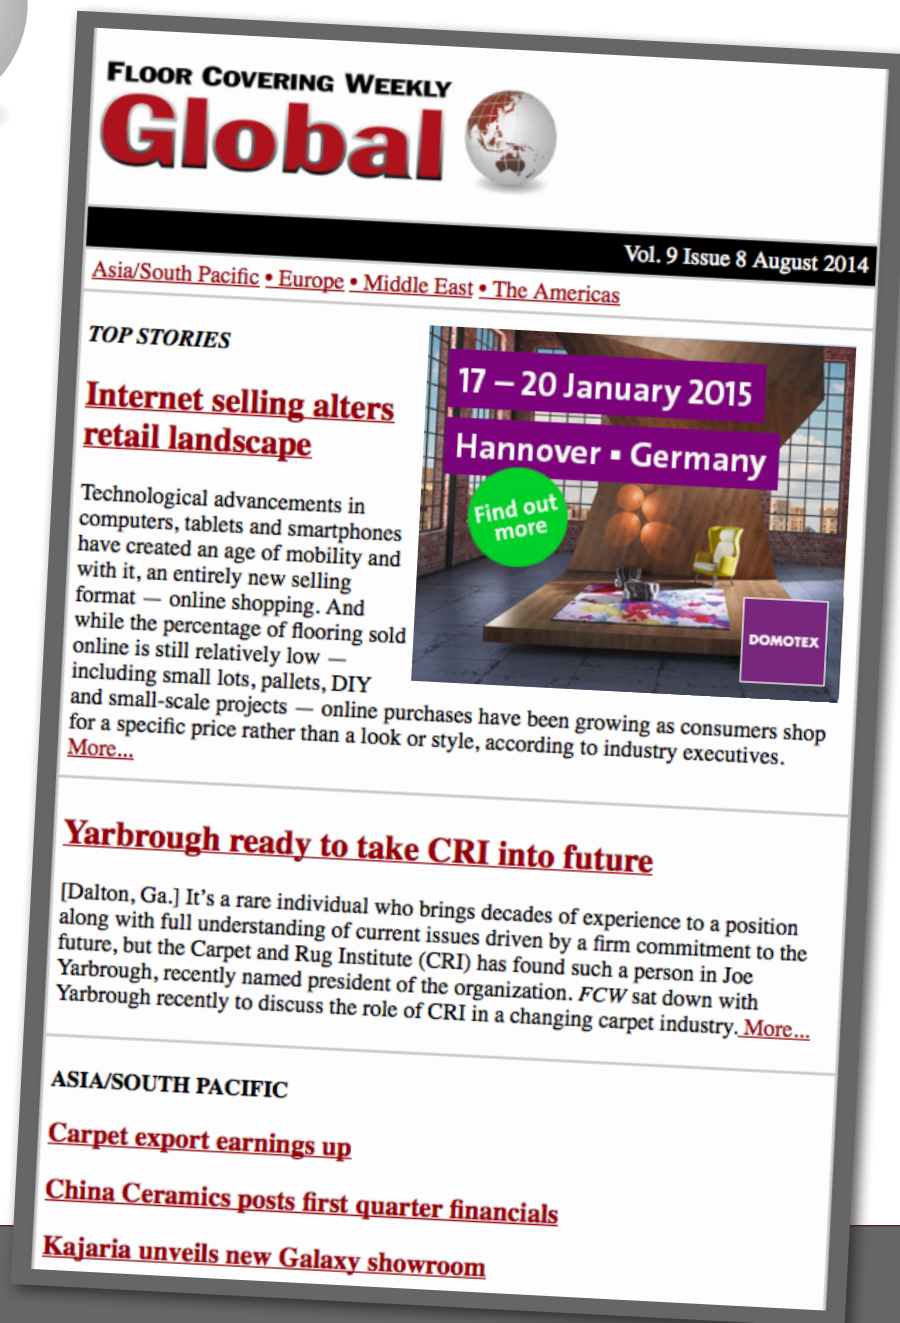 FLOOR COVERING WEEKLY
Global
Vol. 9 Issue 8 August 2014
Asia/South Pacific • Europe • Middle East • The Americas
TOP STORIES
Internet selling alters
retail landscape
Technological advancements in
computers, tablets and smartphones
have created an age of mobility and
with it, an entirely new selling
format — online shopping. And
while the percentage of flooring sold
online is still relatively low —
including small lots, pallets, DIY
and small-scale projects — online purchases have been growing as consumers shop
for a specific price rather than a look or style, according to industry executives.
More...
17 – 20 January 2015
Hannover ▪ Germany
Find out
more
DOMOTEX
Yarbrough ready to take CRI into future
[Dalton, Ga.] It’s a rare individual who brings decades of experience to a position
along with full understanding of current issues driven by a firm commitment to the
future, but the Carpet and Rug Institute (CRI) has found such a person in Joe
Yarbrough, recently named president of the organization. FCW sat down with
Yarbrough recently to discuss the role of CRI in a changing carpet industry. More...
ASIA/SOUTH PACIFIC
Carpet export earnings up
China Ceramics posts first quarter financials
Kajaria unveils new Galaxy showroom